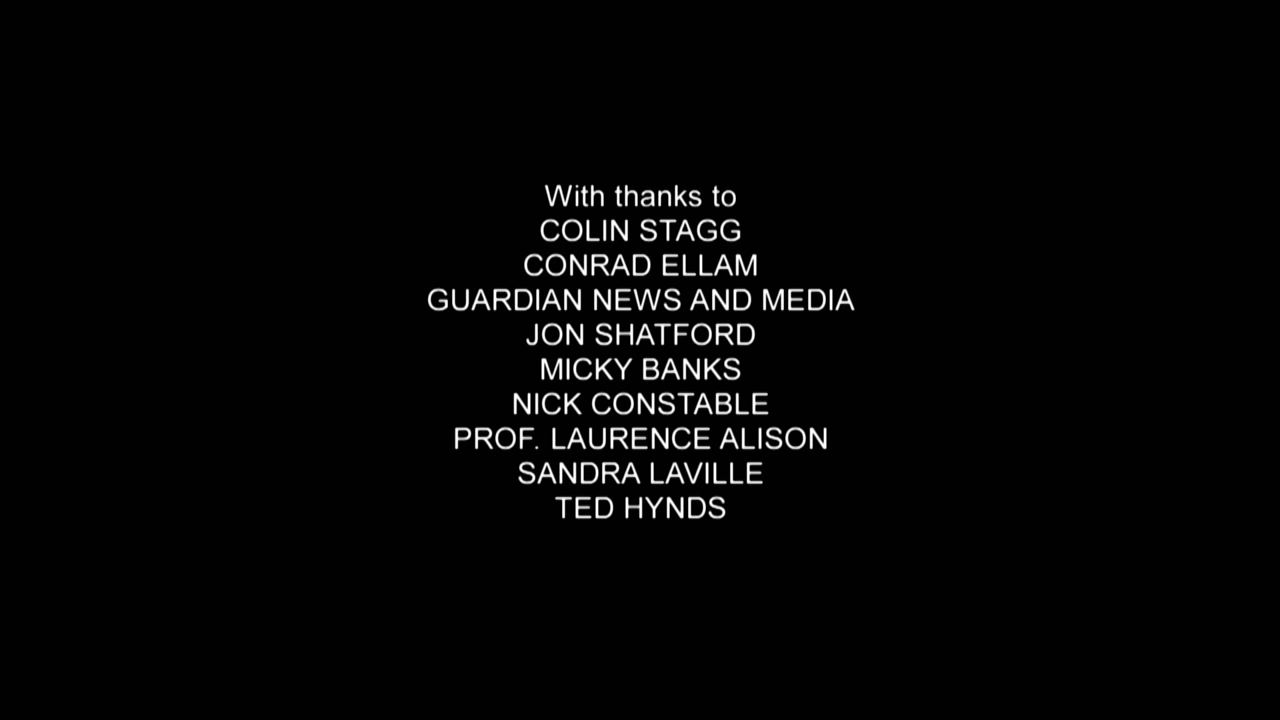 With thanks to
COLIN STAGG
CONRAD ELLAM
GUARDIAN NEWS AND MEDIA
JON SHATFORD
MICKY BANKS
NICK CONSTABLE
PROF. LAURENCE ALISON
SANDRA LAVILLE
TED HYNDS